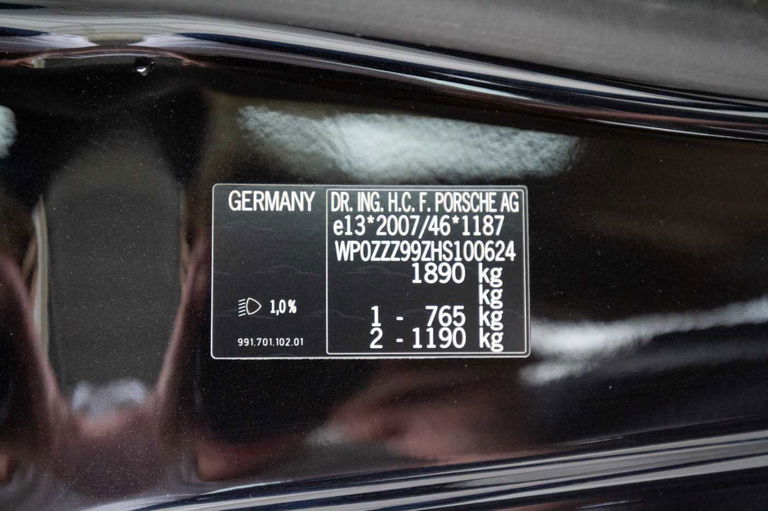 GERMANY
DR. ING. H.C. F. PORSCHE AG
e13*2007/46*1187
WP0ZZZ99ZHS100624
1890 kg
kg
1 - 765 kg
2 - 1190 kg
1,0%
991.701.102.01